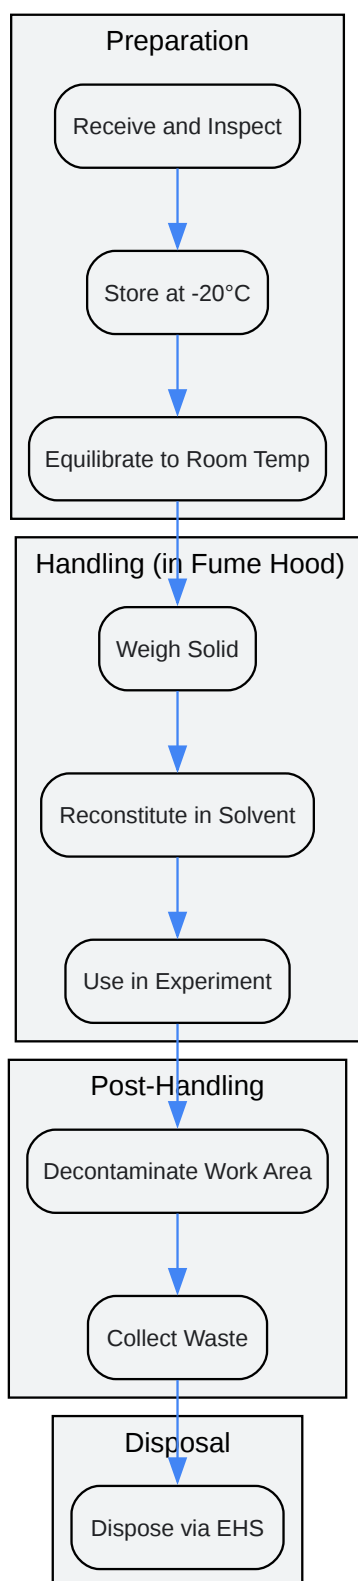 Preparation
Receive and Inspect
Store at -20°C
Equilibrate to Room Temp
Handling (in Fume Hood)
Weigh Solid
Reconstitute in Solvent
Use in Experiment
Post-Handling
Decontaminate Work Area
Collect Waste
Disposal
Dispose via EHS